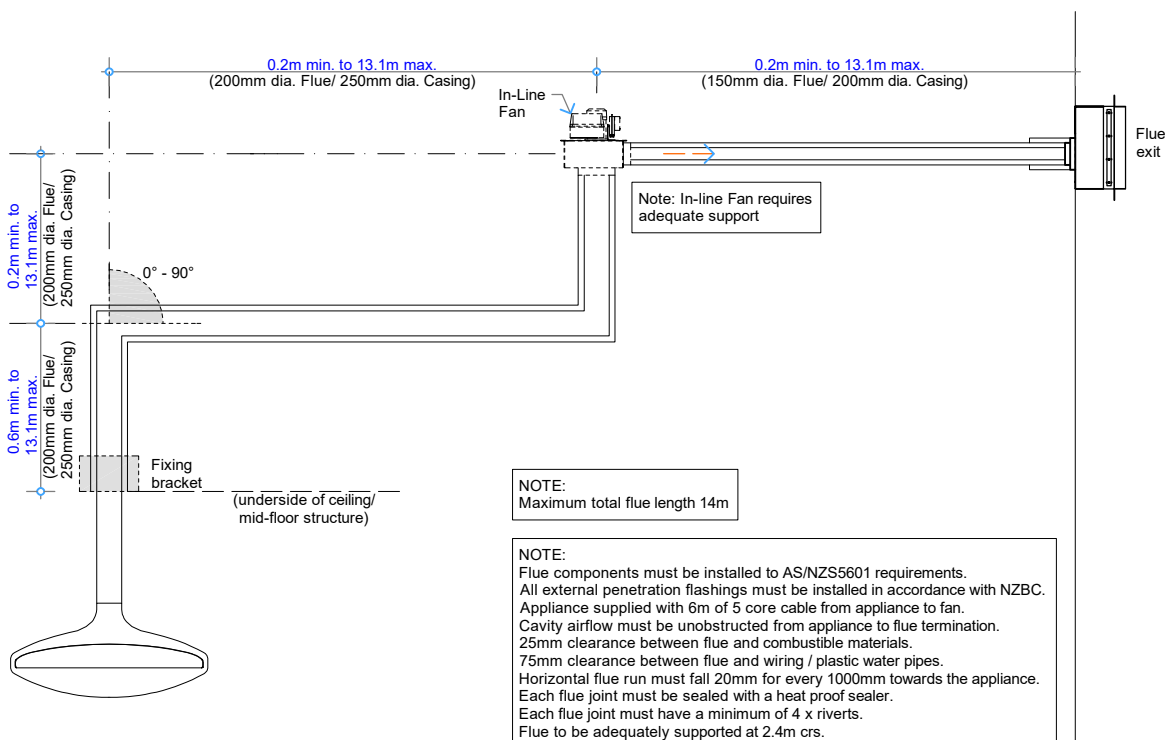 0.2m min. to 13.1m max.
(200mm dia. Flue/ 250mm dia. Casing)
0.2m min. to 13.1m max.
(150mm dia. Flue/ 200mm dia. Casing)
In-Line
Fan
Flue
exit
Note: In-line Fan requires
adequate support
0.2m min. to
13.1m max.
(200mm dia. Flue/
250mm dia. Casing)
0° - 90°
0.6m min. to
13.1m max.
(200mm dia. Flue/
250mm dia. Casing)
Fixing
bracket
(underside of ceiling/
mid-floor structure)
NOTE:
Maximum total flue length 14m
NOTE:
Flue components must be installed to AS/NZS5601 requirements.
All external penetration flashings must be installed in accordance with NZBC.
Appliance supplied with 6m of 5 core cable from appliance to fan.
Cavity airflow must be unobstructed from appliance to flue termination.
25mm clearance between flue and combustible materials.
75mm clearance between flue and wiring / plastic water pipes.
Horizontal flue run must fall 20mm for every 1000mm towards the appliance.
Each flue joint must be sealed with a heat proof sealer.
Each flue joint must have a minimum of 4 x riverts.
Flue to be adequately supported at 2.4m crs.